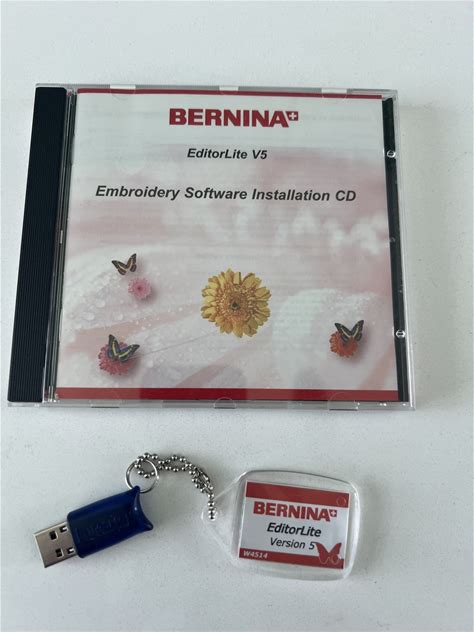 BERNINA+
EditorLite V5
Embroidery Software Installation CD
BERNINA+
EditorLite
Version 5
W4514